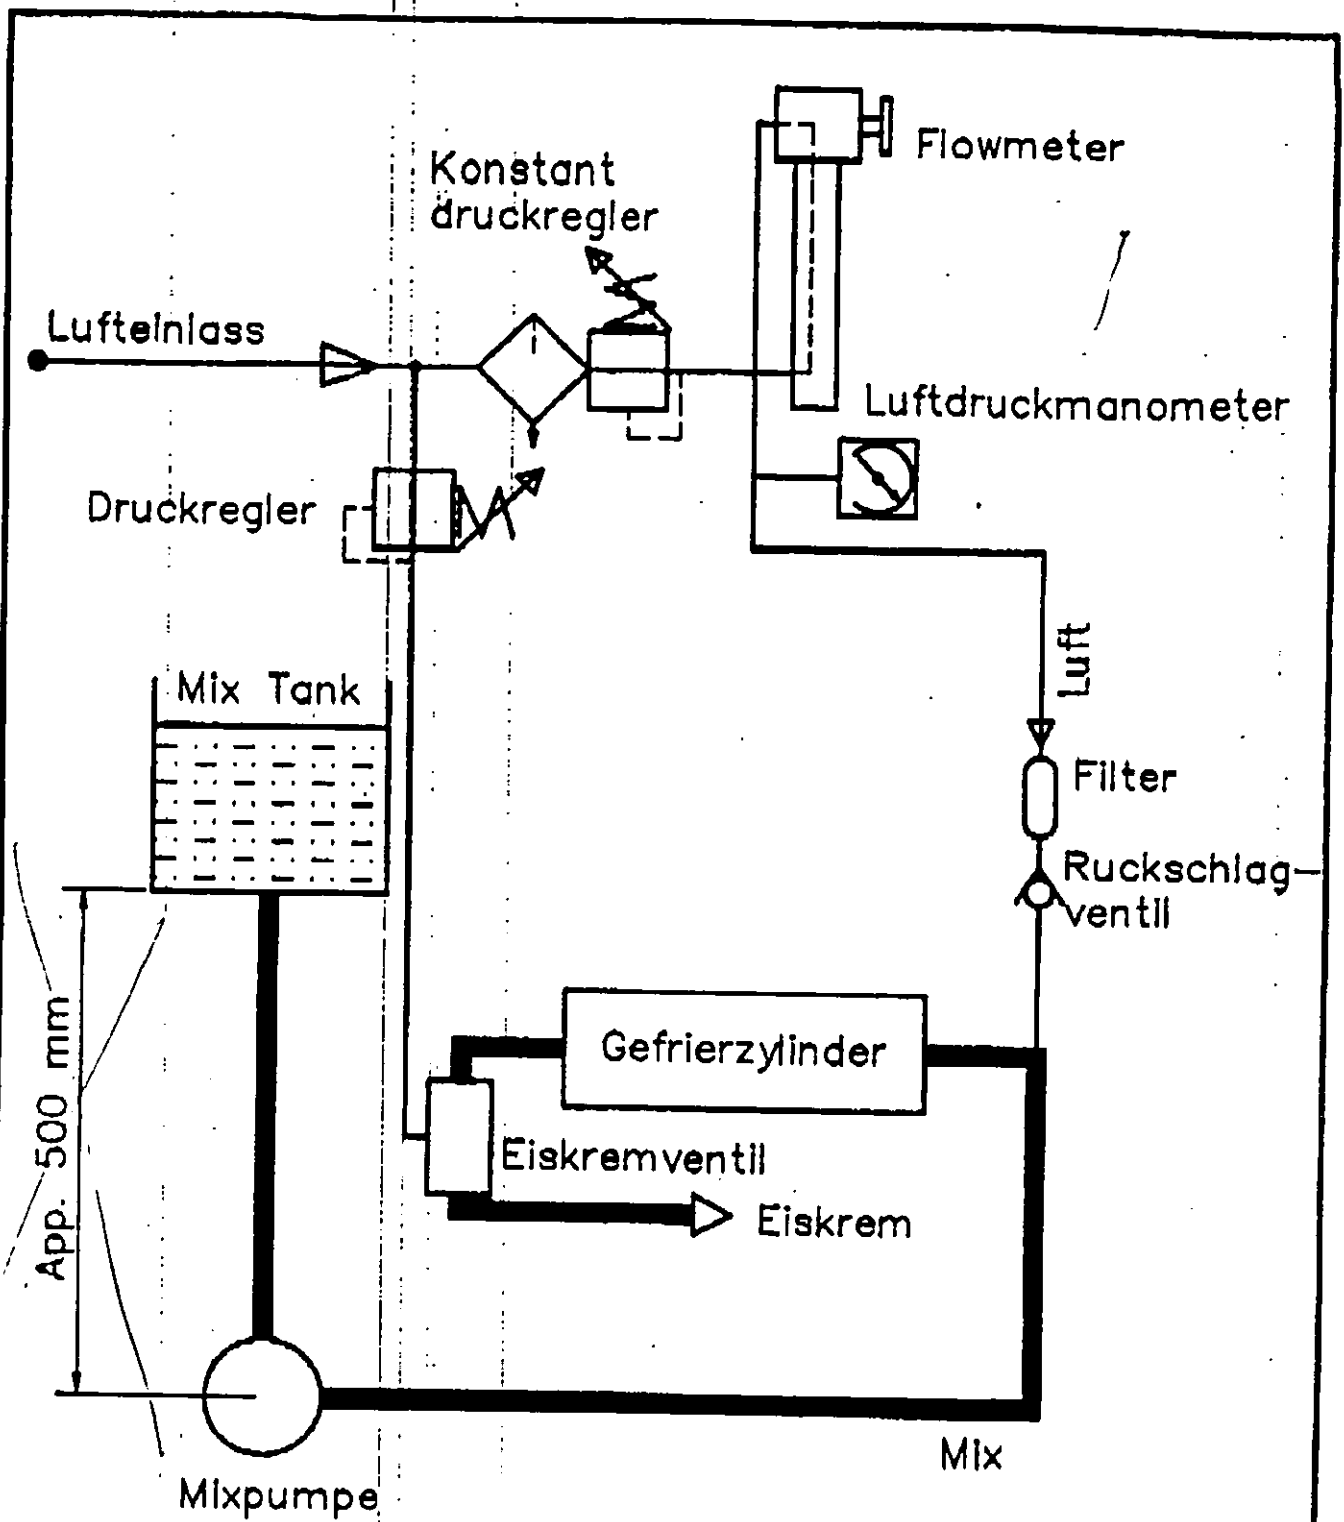 Konstant
druckregler
Flowmeter
Lufteinlass
Luftdruckmanometer
Druckregler
Luft
Mix Tank
Filter
Ruckschlag-
ventil
App. 500 mm
Gefrierzylinder
Eiskremventil
Eiskrem
Mix
Mixpumpe